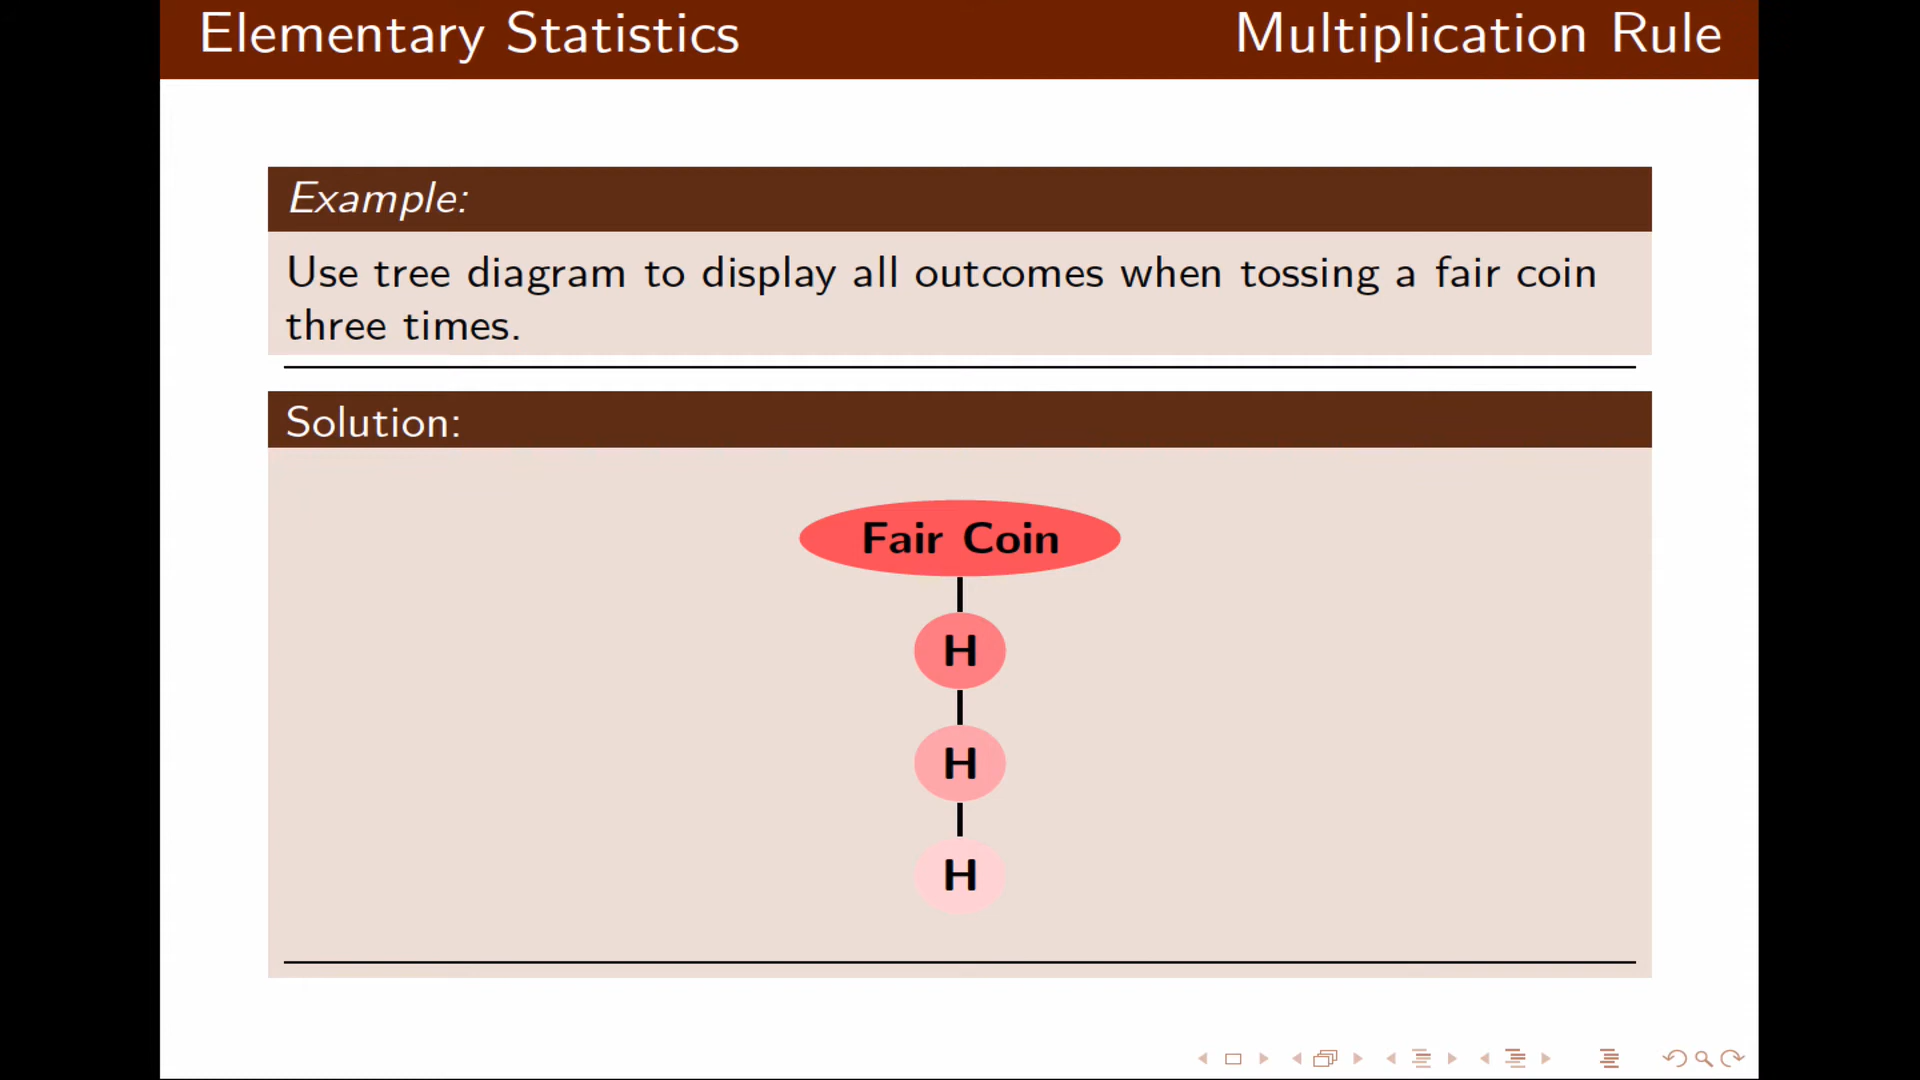 Elementary Statistics Multiplication Rule
Example:
Use tree diagram to display all outcomes when tossing a fair coin
three times.
Solution:
Fair Coin
H
H
H